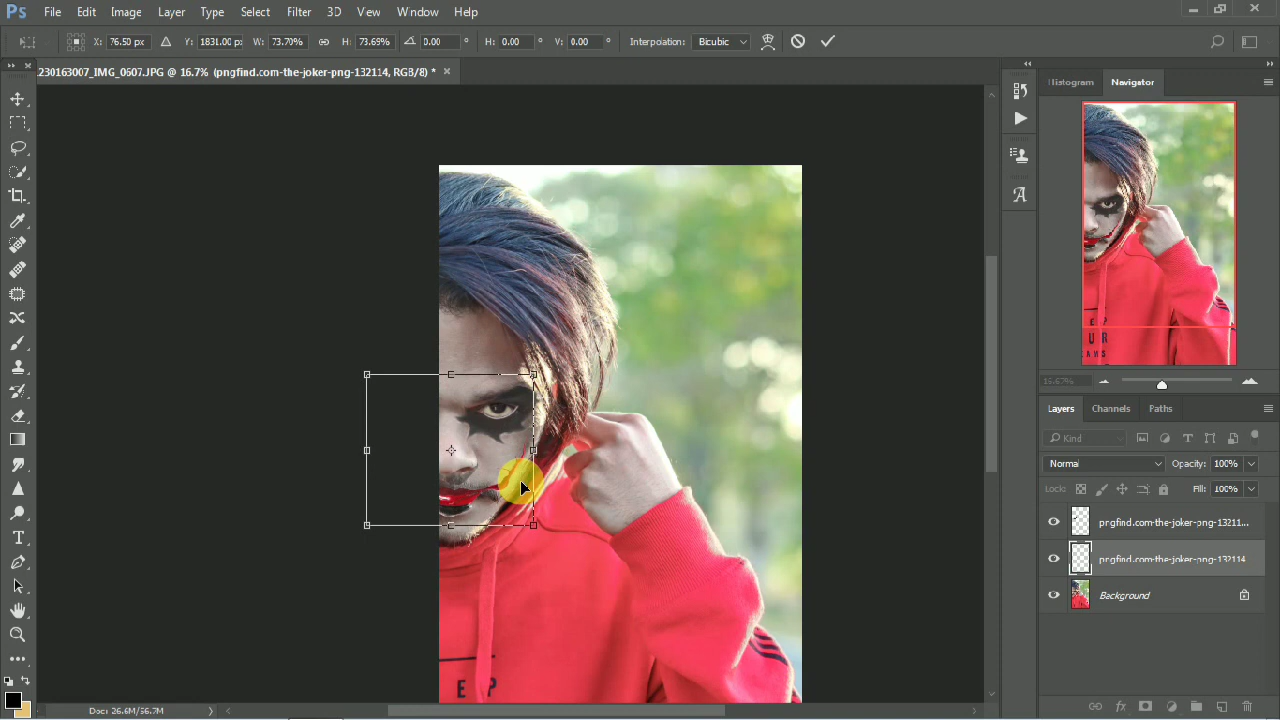 Ps File Edit Image Layer Type Select Filter 3D View Window Help
X: 76.50 px Y: 1831.00 px W: 73.70% H: 73.69% 0.00 ° H: 0.00 ° V: 0.00 ° Interpolation: Bicubic
230163007_IMG_0607.JPG @ 16.7% (pngfind.com-the-joker-png-132114, RGB/8) * ×
Histogram Navigator
16.67%
Layers Channels Paths
Kind
Normal Opacity: 100%
Lock: Fill: 100%
pngfind.com-the-joker-png-13211...
pngfind.com-the-joker-png-132114
Background
E P
Doc: 26.6M/56.7M